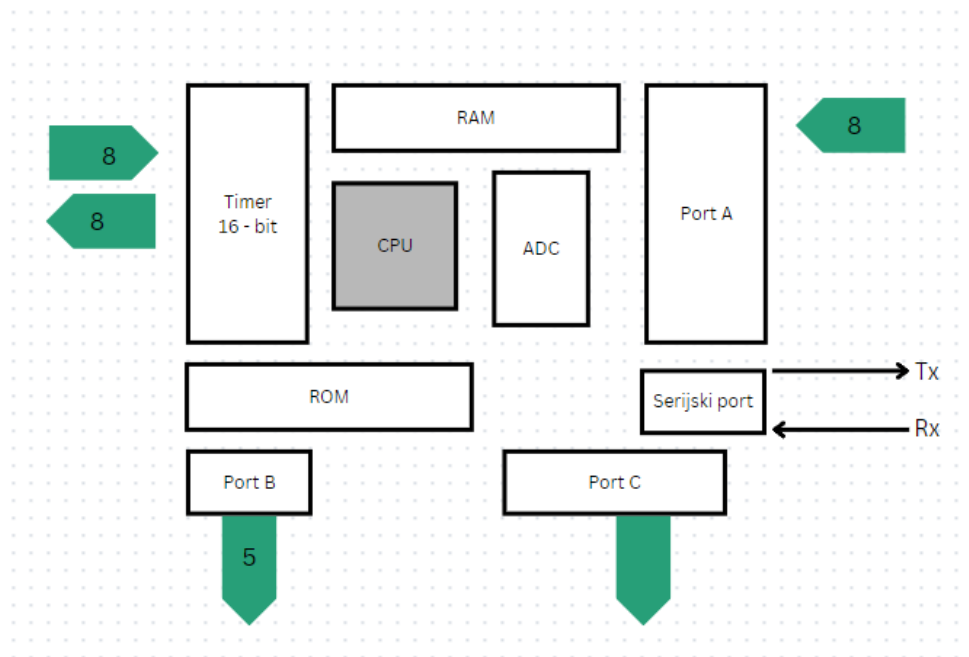 RAM
8
8
Timer
16 - bit
8
CPU
ADC
Port A
ROM
Serijski port
Tx
Rx
Port B
Port C
5